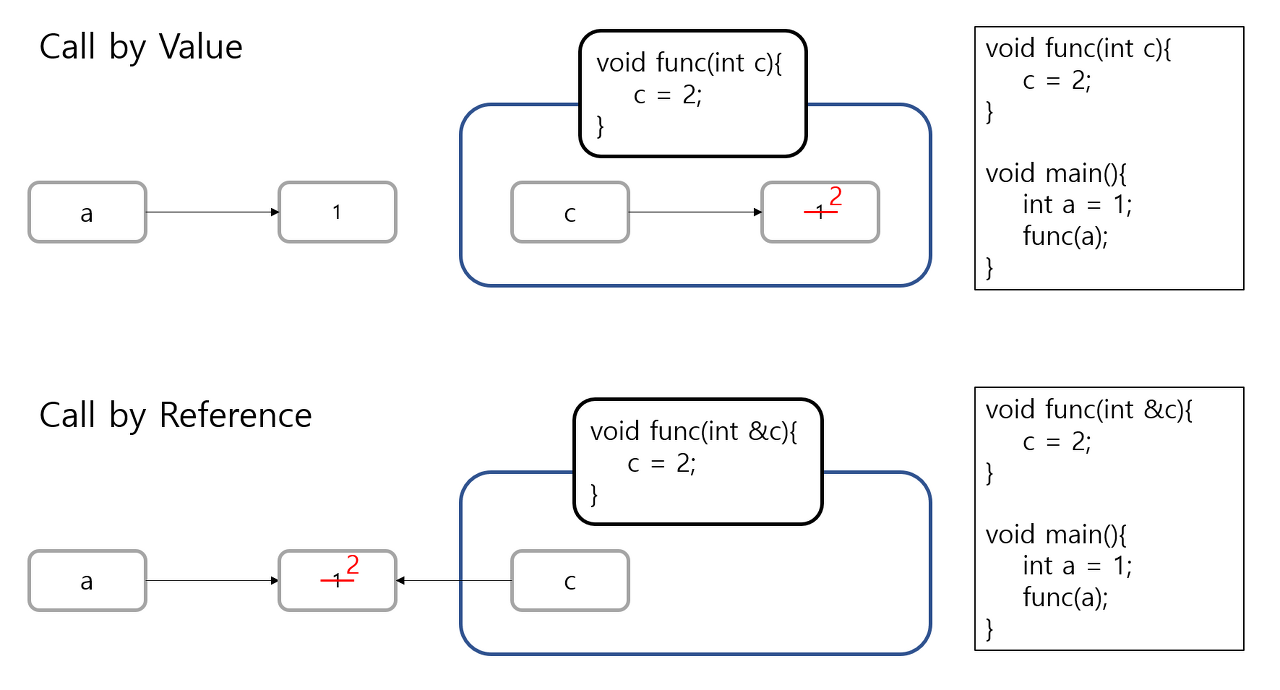 Call by Value
void func(int c){
c = 2;
}
a
1
c
1
2
void func(int c){
c = 2;
}
void main(){
int a = 1;
func(a);
}
Call by Reference
void func(int &c){
c = 2;
}
a
1
2
c
void func(int &c){
c = 2;
}
void main(){
int a = 1;
func(a);
}